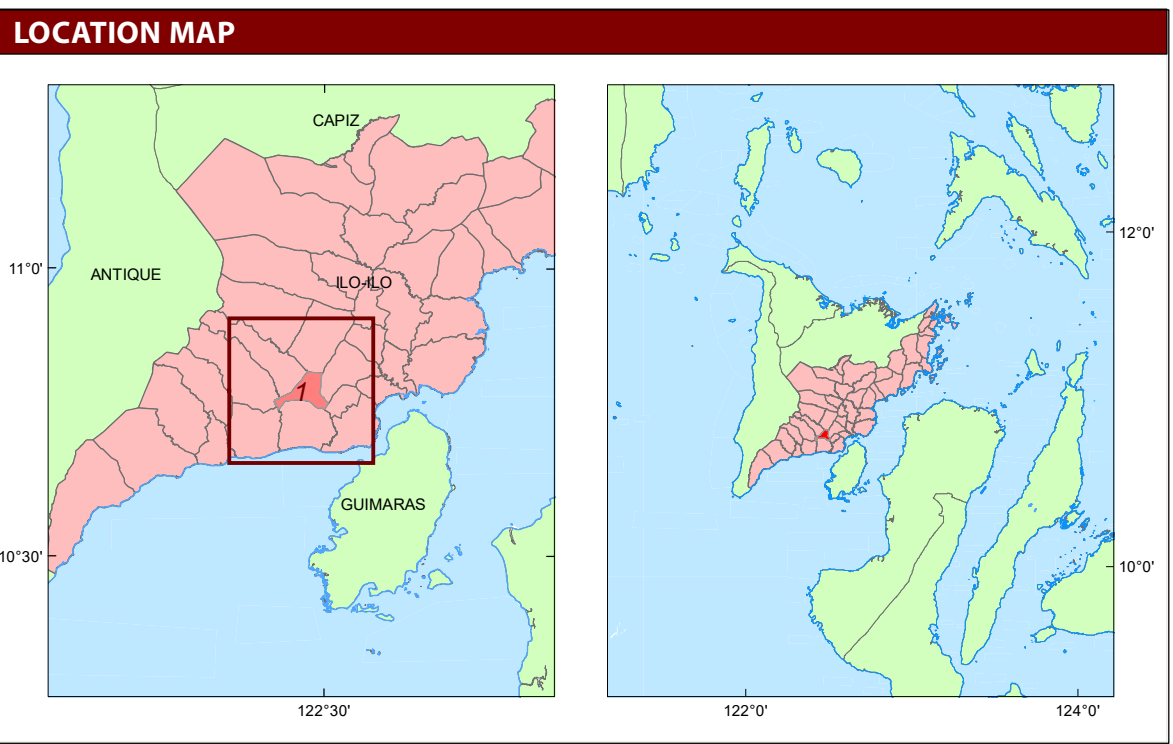 LOCATION MAP
CAPIZ
11°0'
ANTIQUE
ILO-ILO
1
GUIMARAS
10°30'
122°30'
12°0'
10°0'
122°0'
124°0'